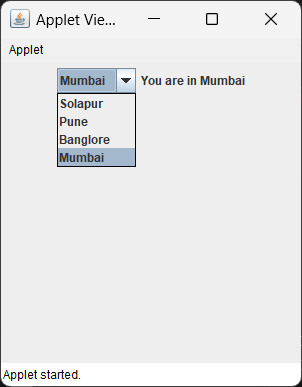 Applet Vie...
Applet
Mumbai You are in Mumbai
Solapur
Pune
Banglore
Mumbai
Applet started.